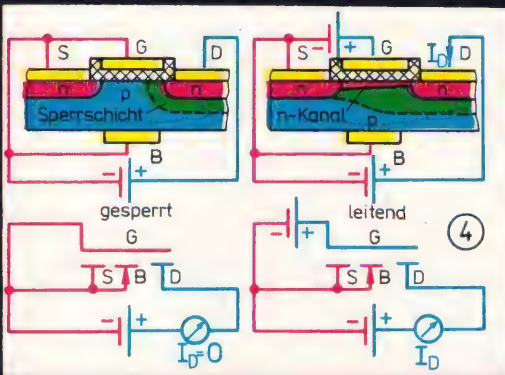 S G D
n p n
Sperrschicht
B
- +
gesperrt
G
S B D
- +
I_D=0
- +
S G I_D D
n n
n-Kanal p
B
- +
leitend
4
- +
G
S B D
- +
I_D